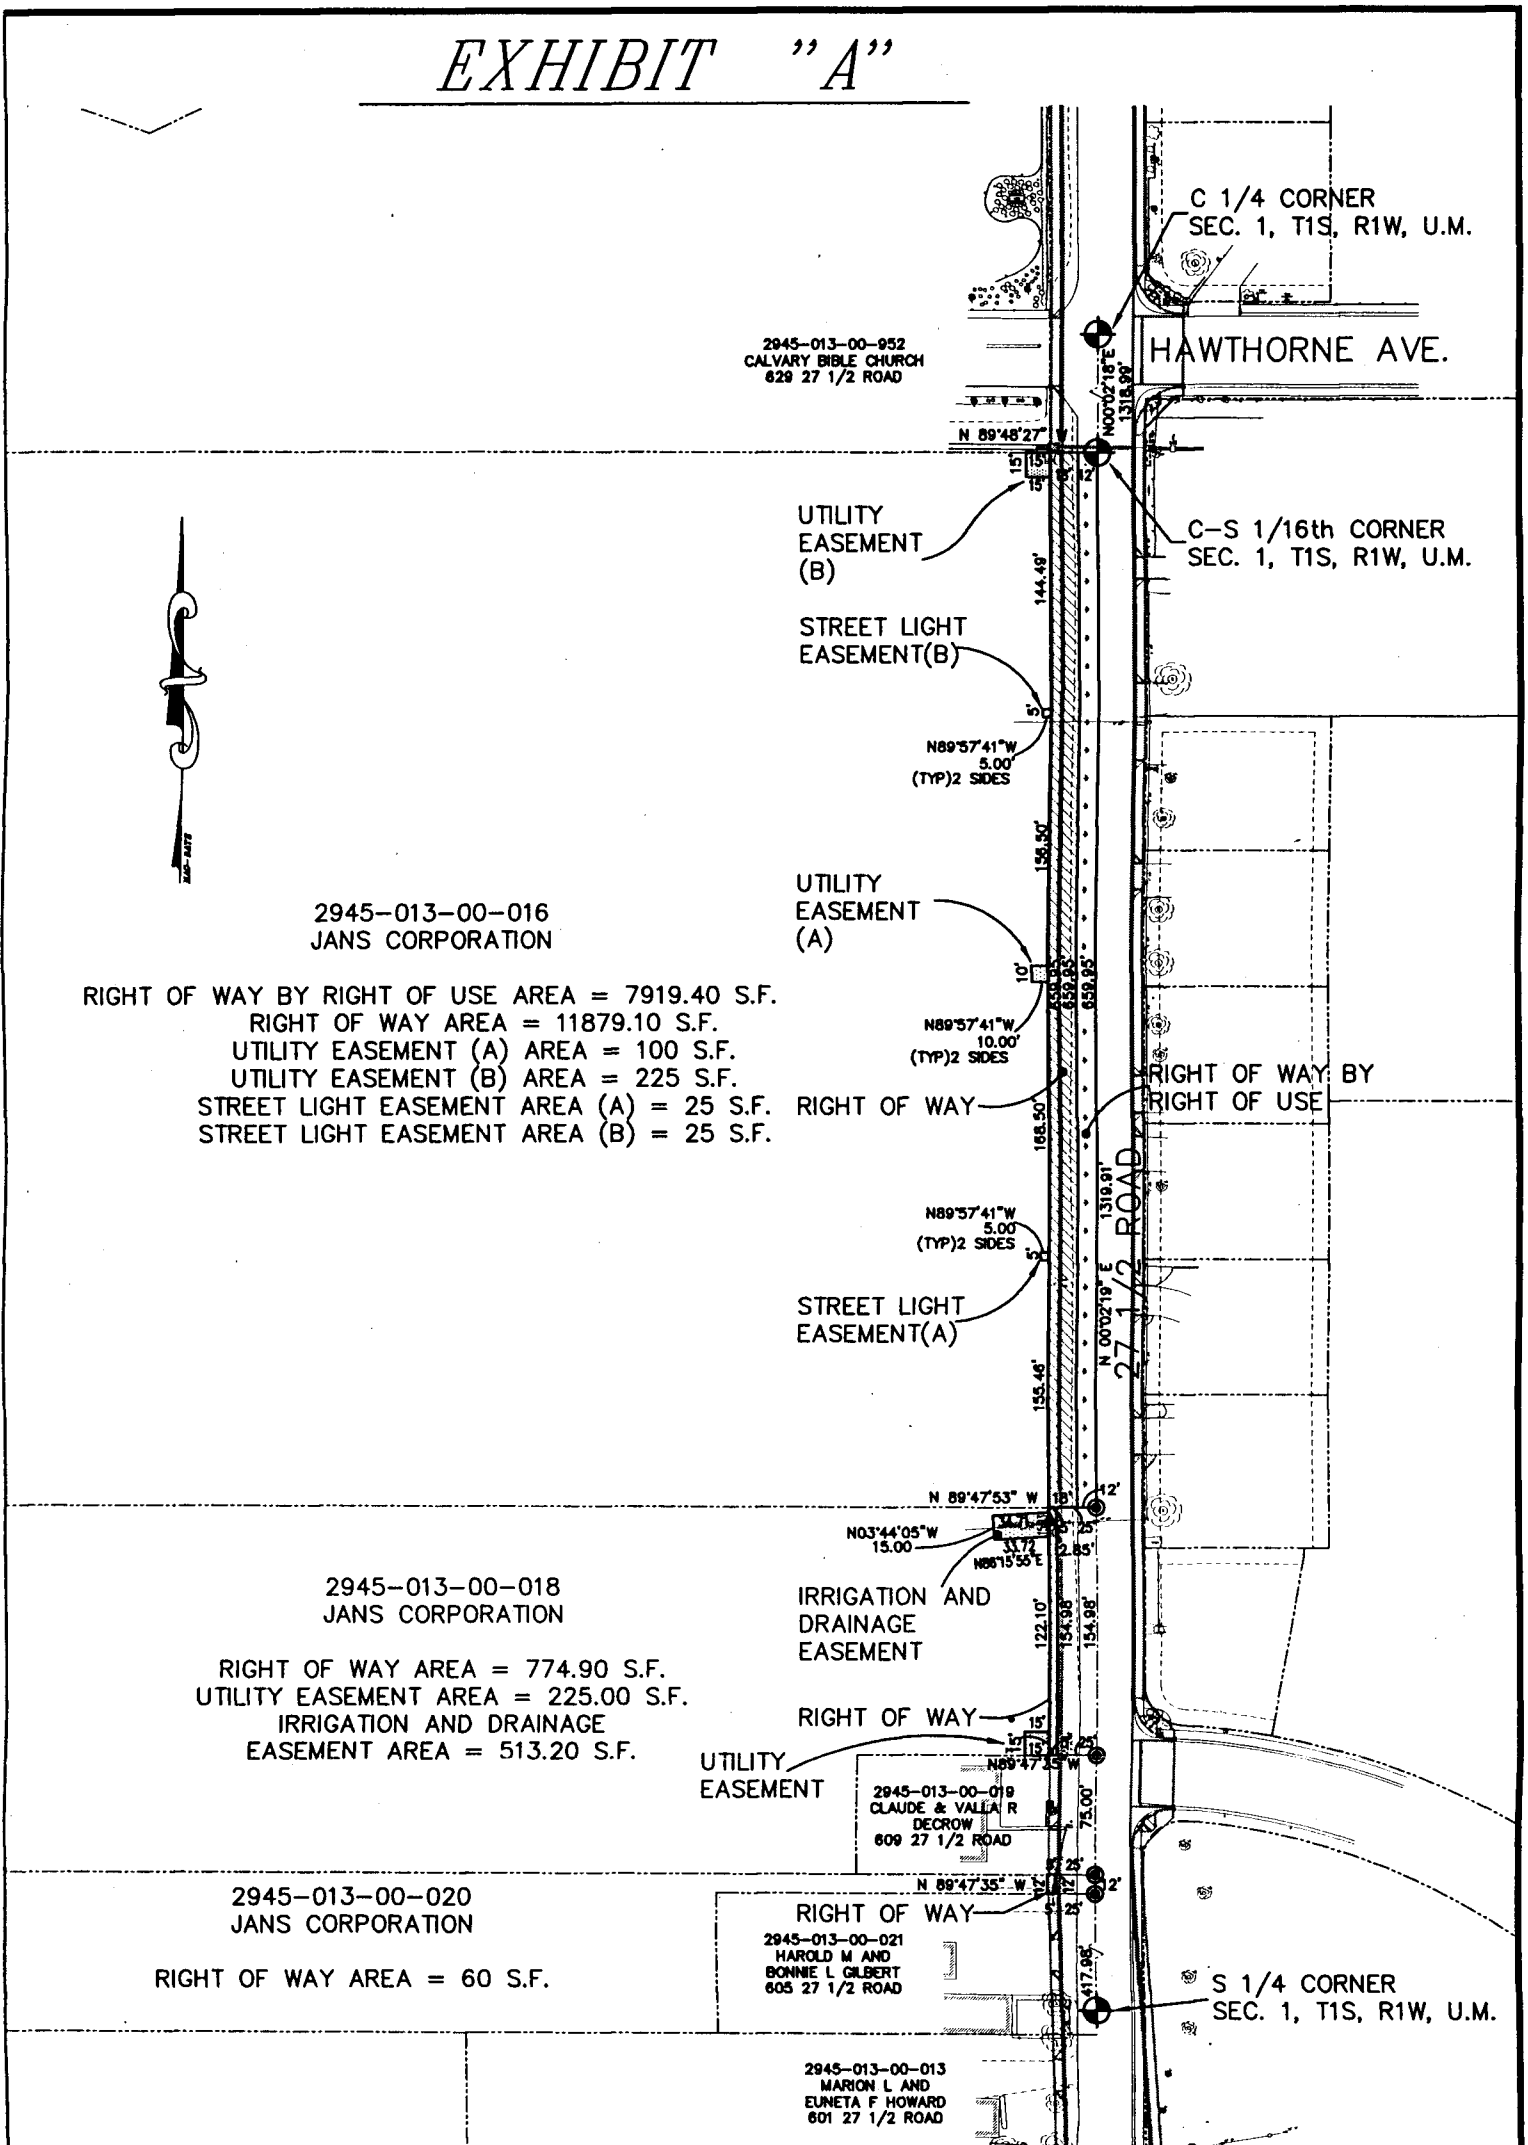 EXHIBIT "A"
C 1/4 CORNER
SEC. 1, T1S, R1W, U.M.
HAWTHORNE AVE.
2945-013-00-952
CALVARY BIBLE CHURCH
629 27 1/2 ROAD
N00°02'18"E
1318.99'
N 89°48'27"
15'
15'
15'
12'
UTILITY
EASEMENT
(B)
C-S 1/16th CORNER
SEC. 1, T1S, R1W, U.M.
144.49'
STREET LIGHT
EASEMENT(B)
5'
N89°57'41"W
5.00'
(TYP)2 SIDES
156.50'
UTILITY
EASEMENT
(A)
10'
659.95'
659.95'
659.95'
N89°57'41"W
10.00'
(TYP)2 SIDES
2945-013-00-016
JANS CORPORATION
RIGHT OF WAY BY RIGHT OF USE AREA = 7919.40 S.F.
RIGHT OF WAY AREA = 11879.10 S.F.
UTILITY EASEMENT (A) AREA = 100 S.F.
UTILITY EASEMENT (B) AREA = 225 S.F.
STREET LIGHT EASEMENT AREA (A) = 25 S.F.
STREET LIGHT EASEMENT AREA (B) = 25 S.F.
RIGHT OF WAY
RIGHT OF WAY BY
RIGHT OF USE
168.50'
N89°57'41"W
5.00'
(TYP)2 SIDES
5'
1319.91'
N 00°02'19" E
27 1/2 ROAD
STREET LIGHT
EASEMENT(A)
155.46'
N 89°47'53" W
18'
12'
N03°44'05"W
15.00
34.71
25'
33.72
2.85'
N86°15'55"E
IRRIGATION AND
DRAINAGE
EASEMENT
122.10'
154.98'
154.98'
2945-013-00-018
JANS CORPORATION
RIGHT OF WAY AREA = 774.90 S.F.
UTILITY EASEMENT AREA = 225.00 S.F.
IRRIGATION AND DRAINAGE
EASEMENT AREA = 513.20 S.F.
RIGHT OF WAY
15'
15'
15'
25'
UTILITY
EASEMENT
N89°47'35" W
2945-013-00-019
CLAUDE & VALLA R
DECROW
609 27 1/2 ROAD
75.00'
25'
N 89°47'35" W
12'
12'
12'
25'
RIGHT OF WAY
2945-013-00-020
JANS CORPORATION
RIGHT OF WAY AREA = 60 S.F.
2945-013-00-021
HAROLD M AND
BONNIE L GILBERT
605 27 1/2 ROAD
417.98'
S 1/4 CORNER
SEC. 1, T1S, R1W, U.M.
2945-013-00-013
MARION L AND
EUNETA F HOWARD
601 27 1/2 ROAD